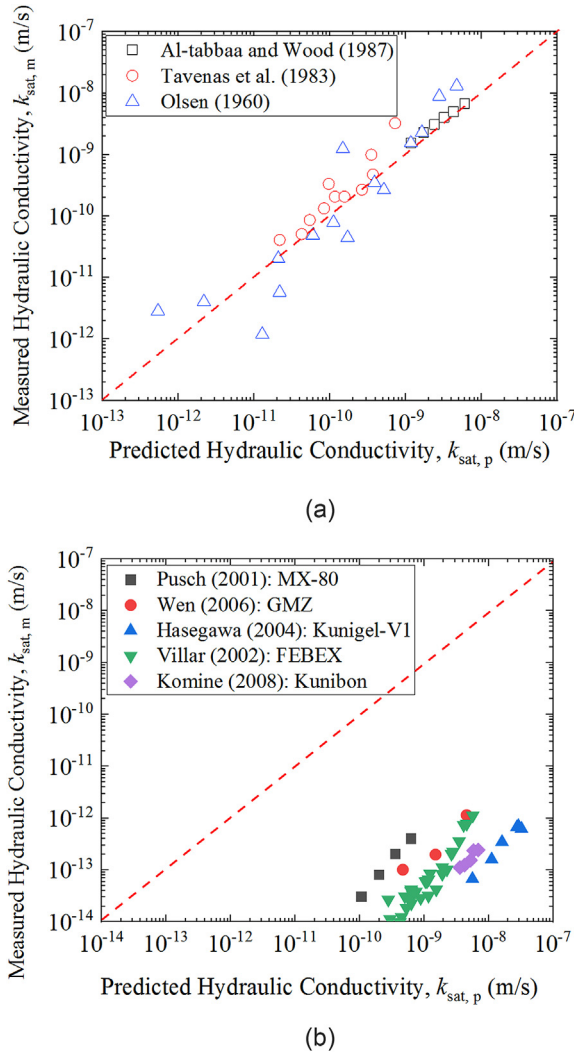 Measured Hydraulic Conductivity, k_sat, m (m/s)
10^-7
10^-8
10^-9
10^-10
10^-11
10^-12
10^-13
Al-tabbaa and Wood (1987)
Tavenas et al. (1983)
Olsen (1960)
10^-13 10^-12 10^-11 10^-10 10^-9 10^-8 10^-7
Predicted Hydraulic Conductivity, k_sat, p (m/s)
(a)
Measured Hydraulic Conductivity, k_sat, m (m/s)
10^-7
10^-8
10^-9
10^-10
10^-11
10^-12
10^-13
10^-14
Pusch (2001): MX-80
Wen (2006): GMZ
Hasegawa (2004): Kunigel-V1
Villar (2002): FEBEX
Komine (2008): Kunibon
10^-14 10^-13 10^-12 10^-11 10^-10 10^-9 10^-8 10^-7
Predicted Hydraulic Conductivity, k_sat, p (m/s)
(b)